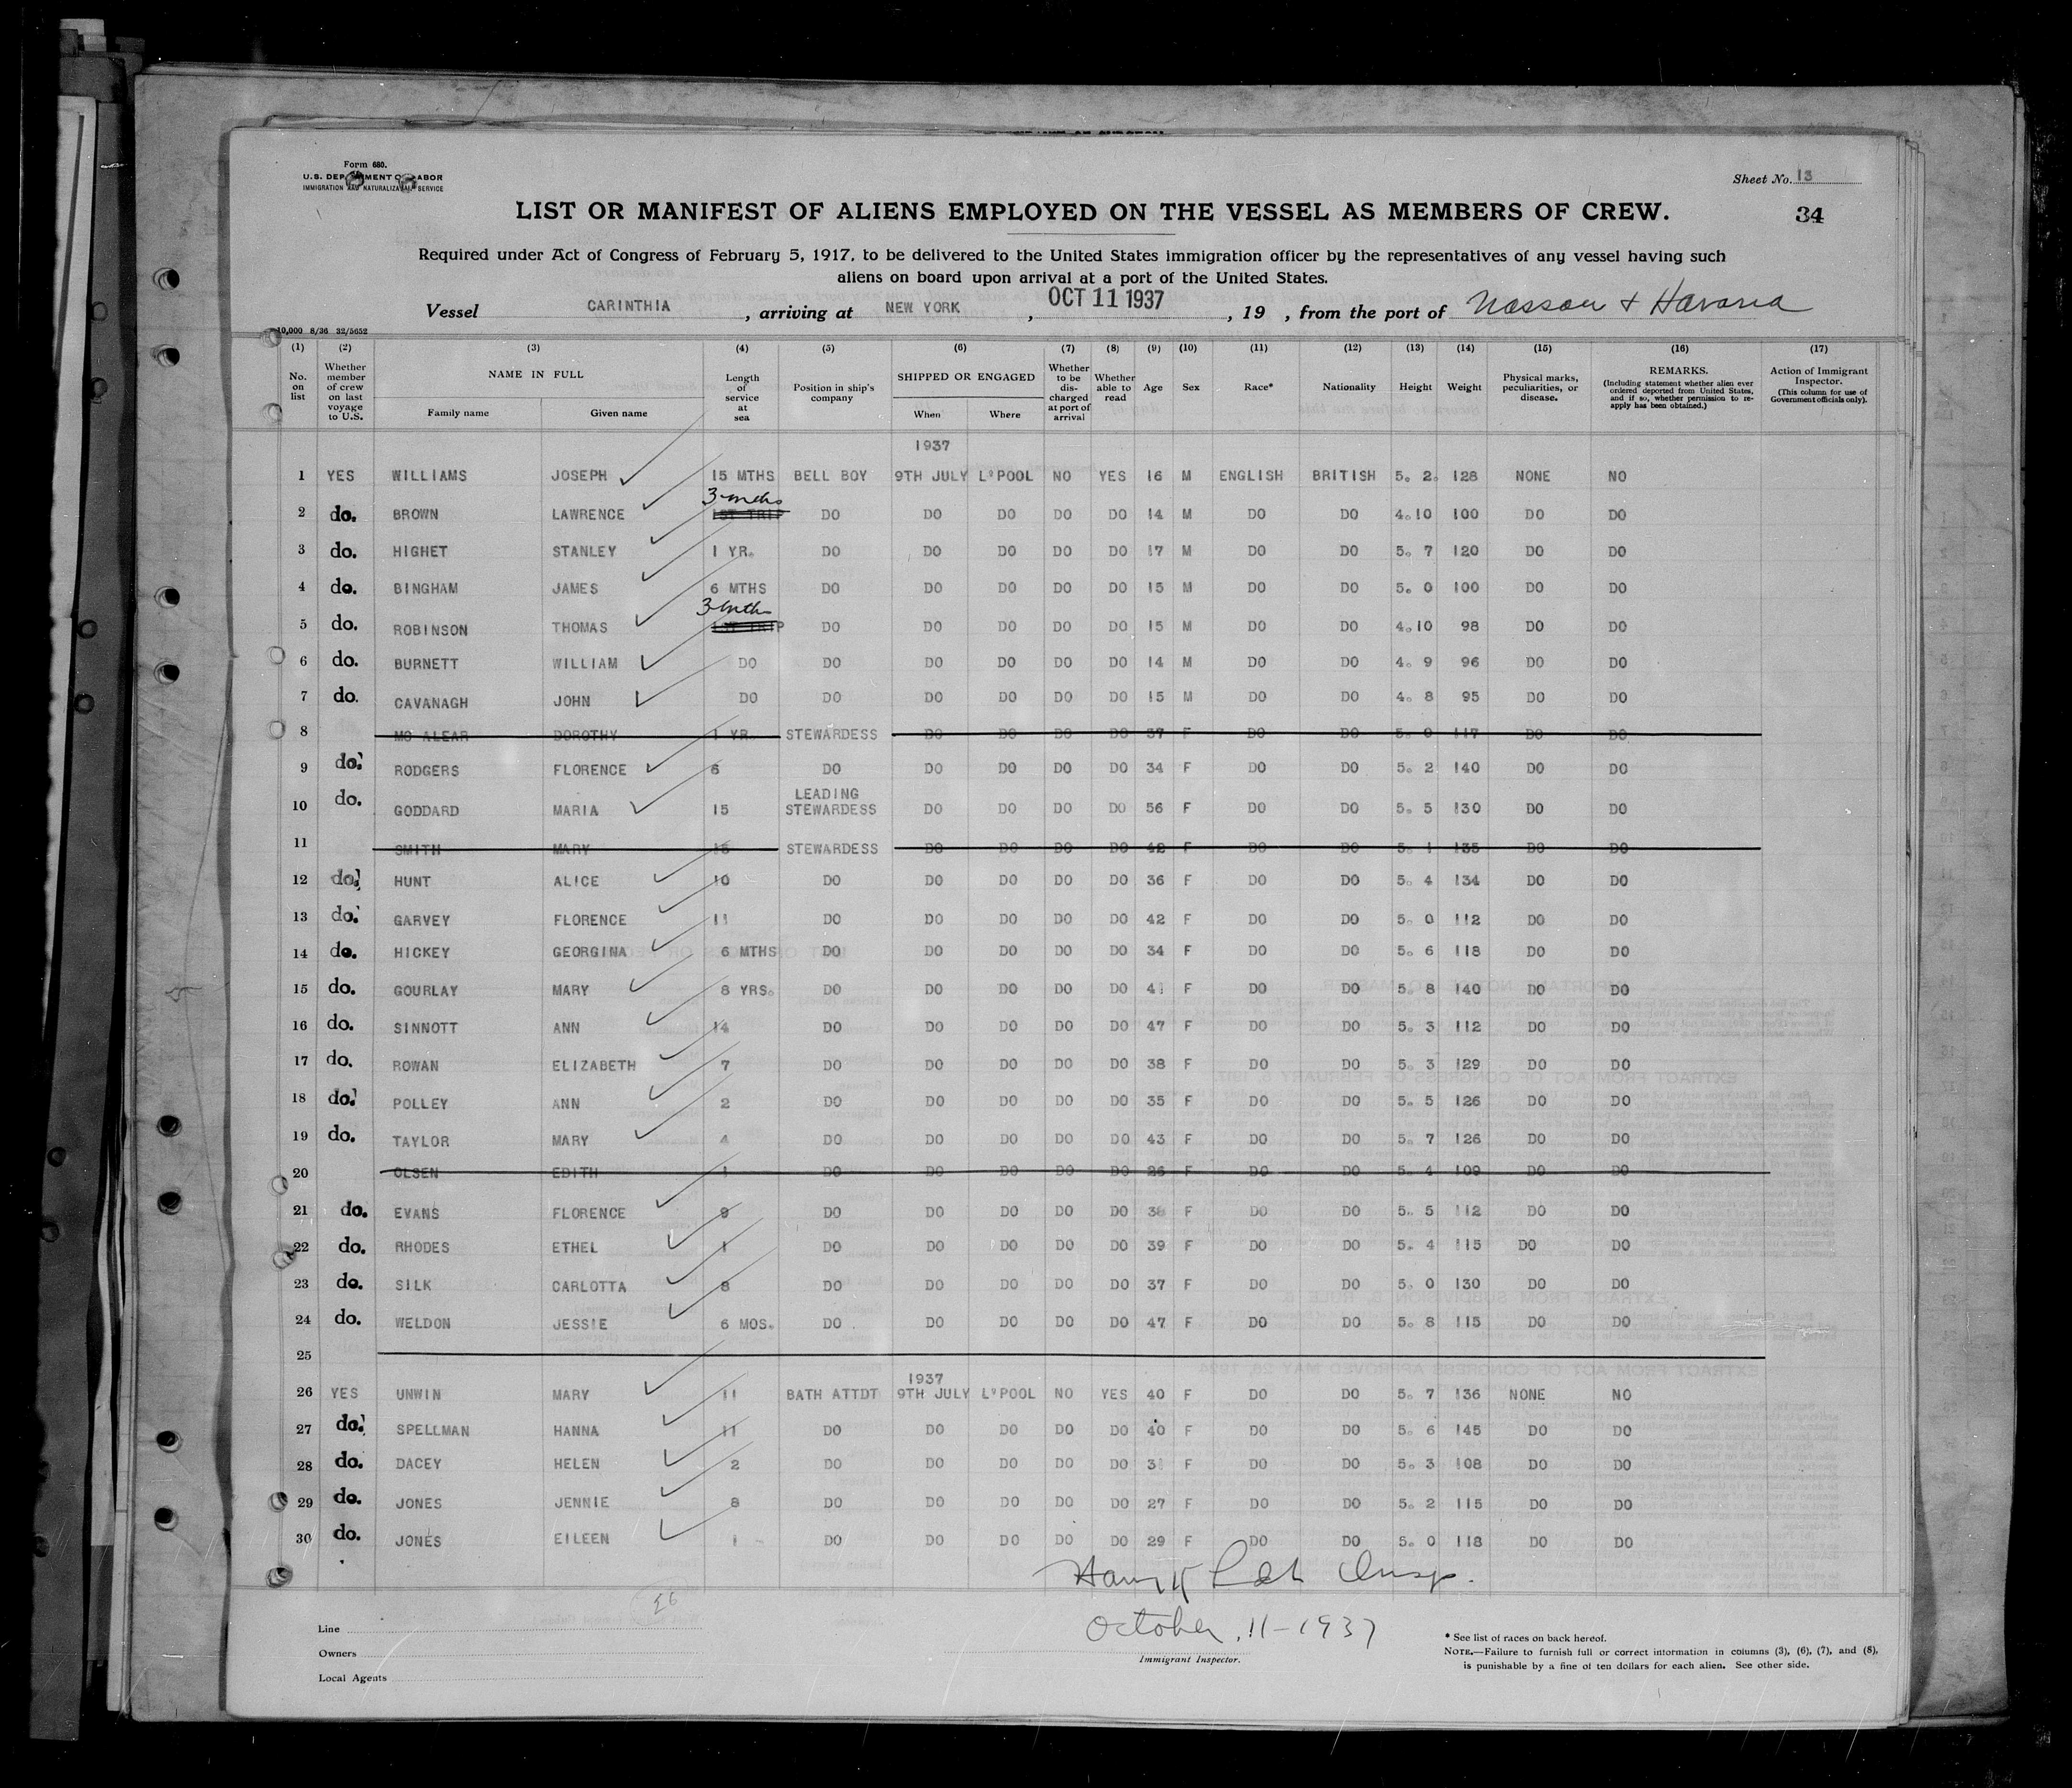 Form 680.
U.S. DEPARTMENT OF LABOR
IMMIGRATION AND NATURALIZATION SERVICE
Sheet No. 13
LIST OR MANIFEST OF ALIENS EMPLOYED ON THE VESSEL AS MEMBERS OF CREW.
34
Required under Act of Congress of February 5, 1917, to be delivered to the United States immigration officer by the representatives of any vessel having such
aliens on board upon arrival at a port of the United States.
Vessel CARINTHIA , arriving at NEW YORK , OCT 11 1937 , 19 , from the port of Nassau & Havana
10,000 8/36 32/5652
(1) (2) (3) (4) (5) (6) (7) (8) (9) (10) (11) (12) (13) (14) (15) (16) (17)
No. on list Whether member of crew on last voyage to U.S. NAME IN FULL Family name Given name Length of service at sea Position in ship's company SHIPPED OR ENGAGED When Where Whether to be discharged at port of arrival Whether able to read Age Sex Race* Nationality Height Weight Physical marks, peculiarities, or disease. REMARKS. (Including statement whether alien ever ordered deported from United States, and if so, whether permission to re-apply has been obtained.) Action of Immigrant Inspector. (This column for use of Government officials only).
1937
1 YES WILLIAMS JOSEPH 15 MTHS BELL BOY 9TH JULY L'POOL NO YES 16 M ENGLISH BRITISH 5. 2. 128 NONE NO
3 mths
2 do. BROWN LAWRENCE 1ST TRIP DO DO DO DO DO 14 M DO DO 4.10 100 DO DO
3 do. HIGHET STANLEY 1 YR. DO DO DO DO DO 17 M DO DO 5. 7 120 DO DO
4 do. BINGHAM JAMES 6 MTHS DO DO DO DO DO 15 M DO DO 5. 0 100 DO DO
3 mths
5 do. ROBINSON THOMAS 1ST TRIP DO DO DO DO DO 15 M DO DO 4.10 98 DO DO
6 do. BURNETT WILLIAM DO DO DO DO DO DO 14 M DO DO 4. 9 96 DO DO
7 do. CAVANAGH JOHN DO DO DO DO DO DO 15 M DO DO 4. 8 95 DO DO
8 MC ALEAR DOROTHY 1 YR. STEWARDESS DO DO DO DO 37 F DO DO 5. 0 117 DO DO
9 do. RODGERS FLORENCE 6 DO DO DO DO DO 34 F DO DO 5. 2 140 DO DO
10 do. GODDARD MARIA 15 LEADING STEWARDESS DO DO DO DO 56 F DO DO 5. 5 130 DO DO
11 SMITH MARY STEWARDESS DO DO DO DO 42 F DO DO 5. 1 135 DO DO
12 do. HUNT ALICE 10 DO DO DO DO DO 36 F DO DO 5. 4 134 DO DO
13 do. GARVEY FLORENCE 11 DO DO DO DO DO 42 F DO DO 5. 0 112 DO DO
14 do. HICKEY GEORGINA 6 MTHS DO DO DO DO DO 34 F DO DO 5. 6 118 DO DO
15 do. GOURLAY MARY 8 YRS. DO DO DO DO DO 41 F DO DO 5. 8 140 DO DO
16 do. SINNOTT ANN 14 DO DO DO DO DO 47 F DO DO 5. 3 112 DO DO
17 do. ROWAN ELIZABETH 7 DO DO DO DO DO 38 F DO DO 5. 3 129 DO DO
18 do. POLLEY ANN 2 DO DO DO DO DO 35 F DO DO 5. 5 126 DO DO
19 do. TAYLOR MARY 4 DO DO DO DO DO 43 F DO DO 5. 7 126 DO DO
20 OLSEN EDITH 1 DO DO DO DO DO 26 F DO DO 5. 4 109 DO DO
21 do. EVANS FLORENCE 9 DO DO DO DO DO 38 F DO DO 5. 5 112 DO DO
22 do. RHODES ETHEL 1 DO DO DO DO DO 39 F DO DO 5. 4 115 DO DO
23 do. SILK CARLOTTA 8 DO DO DO DO DO 37 F DO DO 5. 0 130 DO DO
24 do. WELDON JESSIE 6 MOS. DO DO DO DO DO 47 F DO DO 5. 8 115 DO DO
25
1937
26 YES UNWIN MARY 11 BATH ATTDT 9TH JULY L'POOL NO YES 40 F DO DO 5. 7 136 NONE NO
27 do. SPELLMAN HANNA 11 DO DO DO DO DO 40 F DO DO 5. 6 145 DO DO
28 do. DACEY HELEN 2 DO DO DO DO DO 31 F DO DO 5. 3 108 DO DO
29 do. JONES JENNIE 8 DO DO DO DO DO 27 F DO DO 5. 2 115 DO DO
30 do. JONES EILEEN 1 DO DO DO DO DO 29 F DO DO 5. 0 118 DO DO
Insp.
October, 11-1937
Immigrant Inspector.
Line
Owners
Local Agents
* See list of races on back hereof.
NOTE.—Failure to furnish full or correct information in columns (3), (6), (7), and (8),
is punishable by a fine of ten dollars for each alien. See other side.